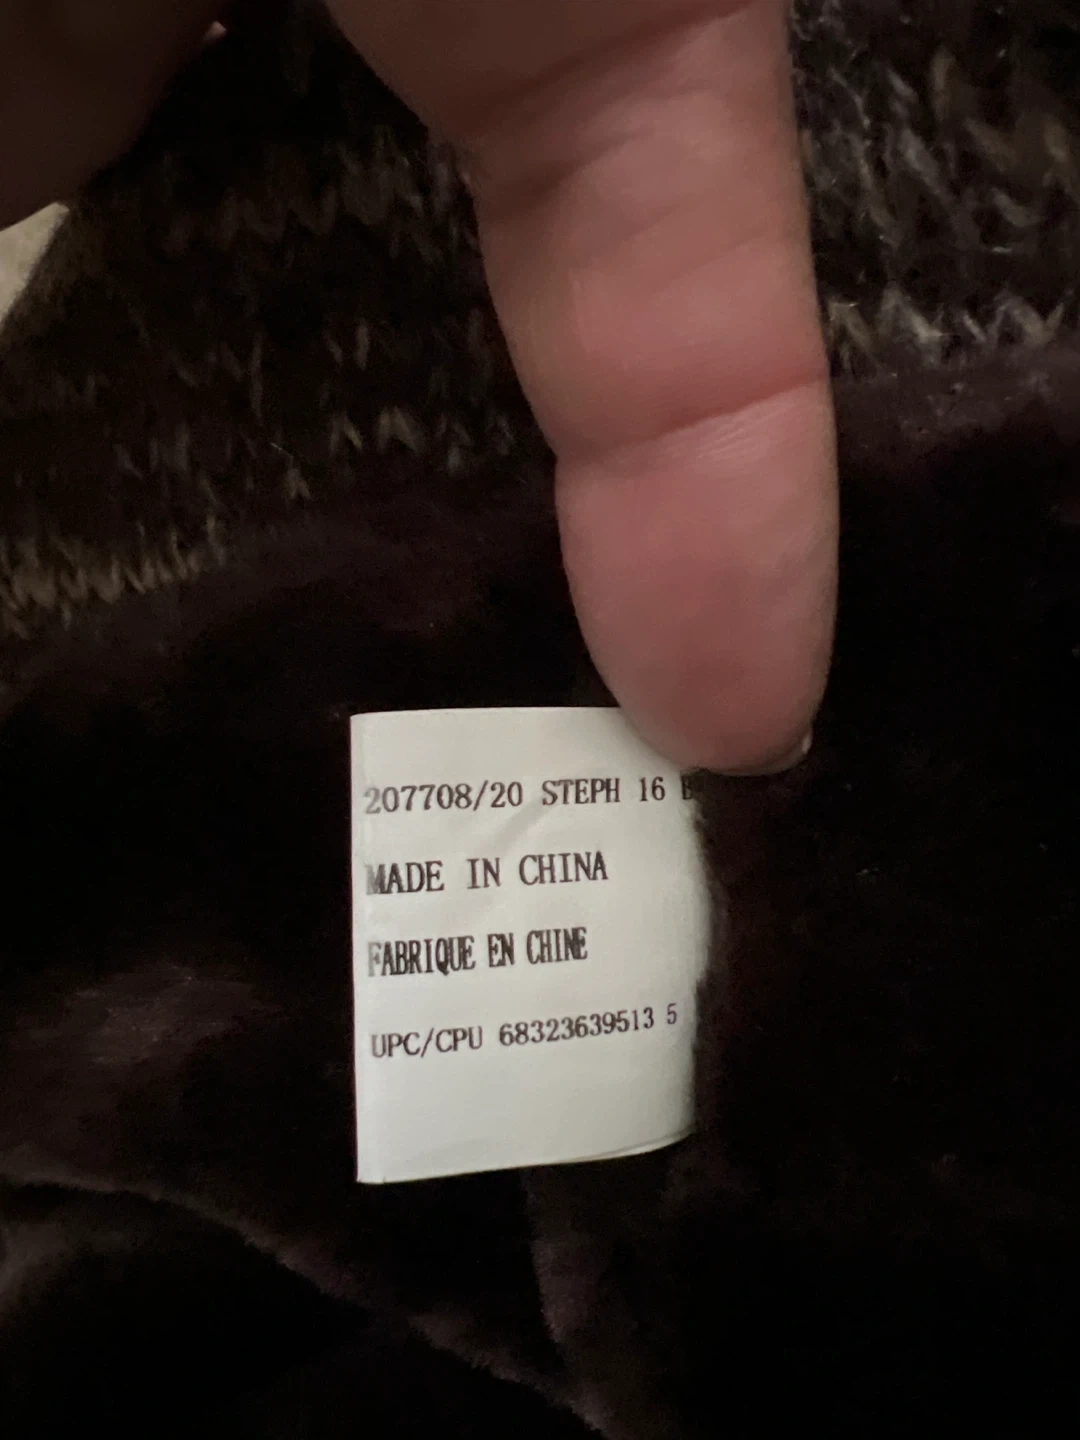 207708/20 STEPH 16
MADE IN CHINA
FABRIQUE EN CHINE
UPC/CPU 68323639513 5